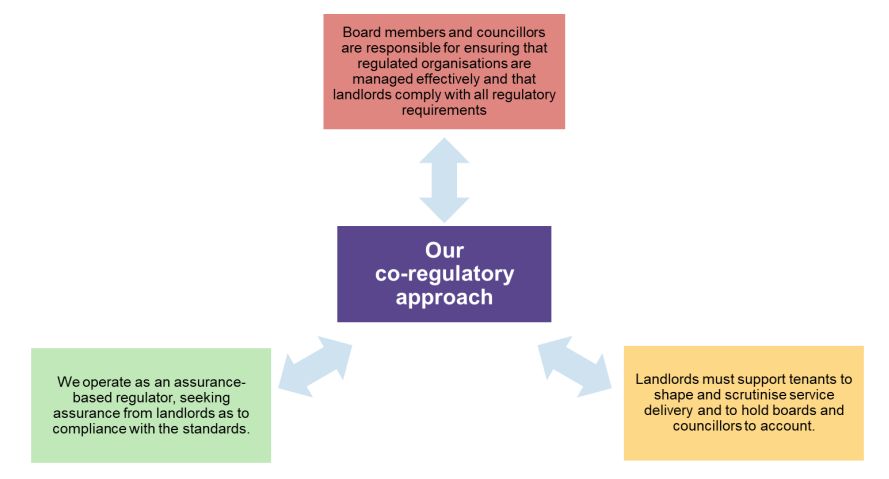 Board members and councillors
are responsible for ensuring that
regulated organisations are
managed effectively and that
landlords comply with all regulatory
requirements
Our
co-regulatory
approach
We operate as an assurance-
based regulator, seeking
assurance from landlords as to
compliance with the standards.
Landlords must support tenants to
shape and scrutinise service
delivery and to hold boards and
councillors to account.